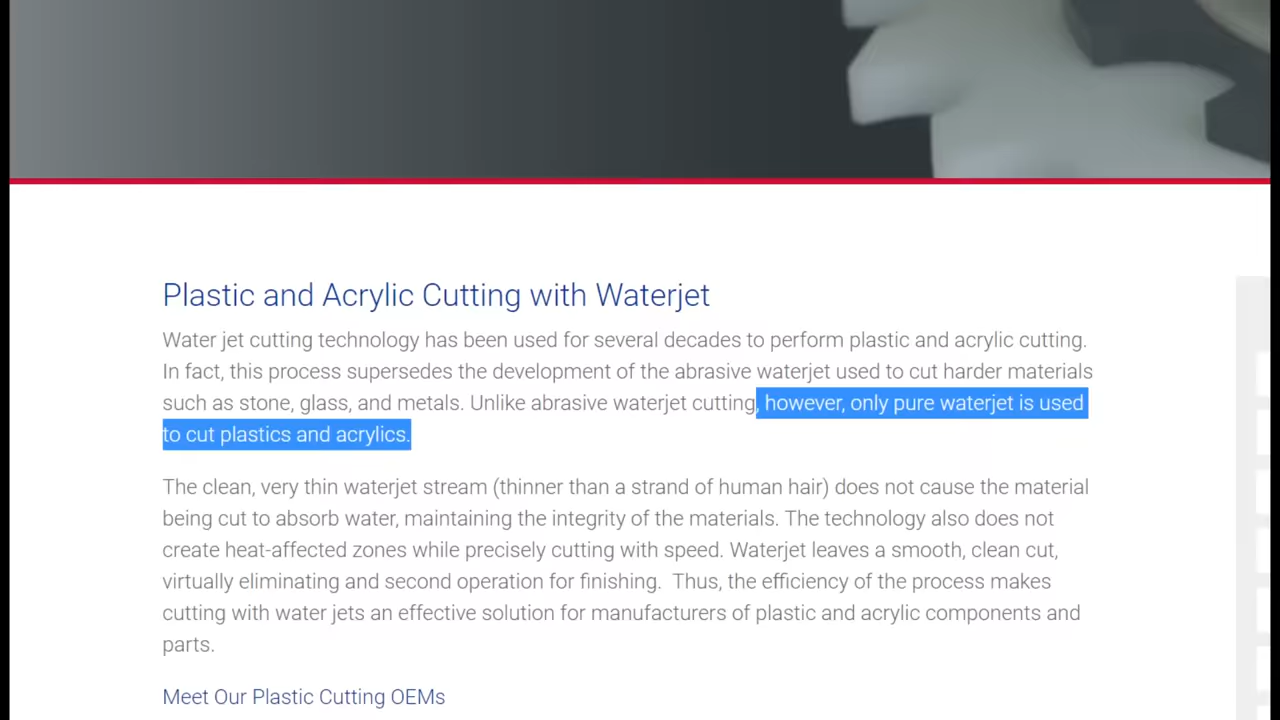 Plastic and Acrylic Cutting with Waterjet
Water jet cutting technology has been used for several decades to perform plastic and acrylic cutting.
In fact, this process supersedes the development of the abrasive waterjet used to cut harder materials
such as stone, glass, and metals. Unlike abrasive waterjet cutting, however, only pure waterjet is used
to cut plastics and acrylics.
The clean, very thin waterjet stream (thinner than a strand of human hair) does not cause the material
being cut to absorb water, maintaining the integrity of the materials. The technology also does not
create heat-affected zones while precisely cutting with speed. Waterjet leaves a smooth, clean cut,
virtually eliminating and second operation for finishing.  Thus, the efficiency of the process makes
cutting with water jets an effective solution for manufacturers of plastic and acrylic components and
parts.
Meet Our Plastic Cutting OEMs